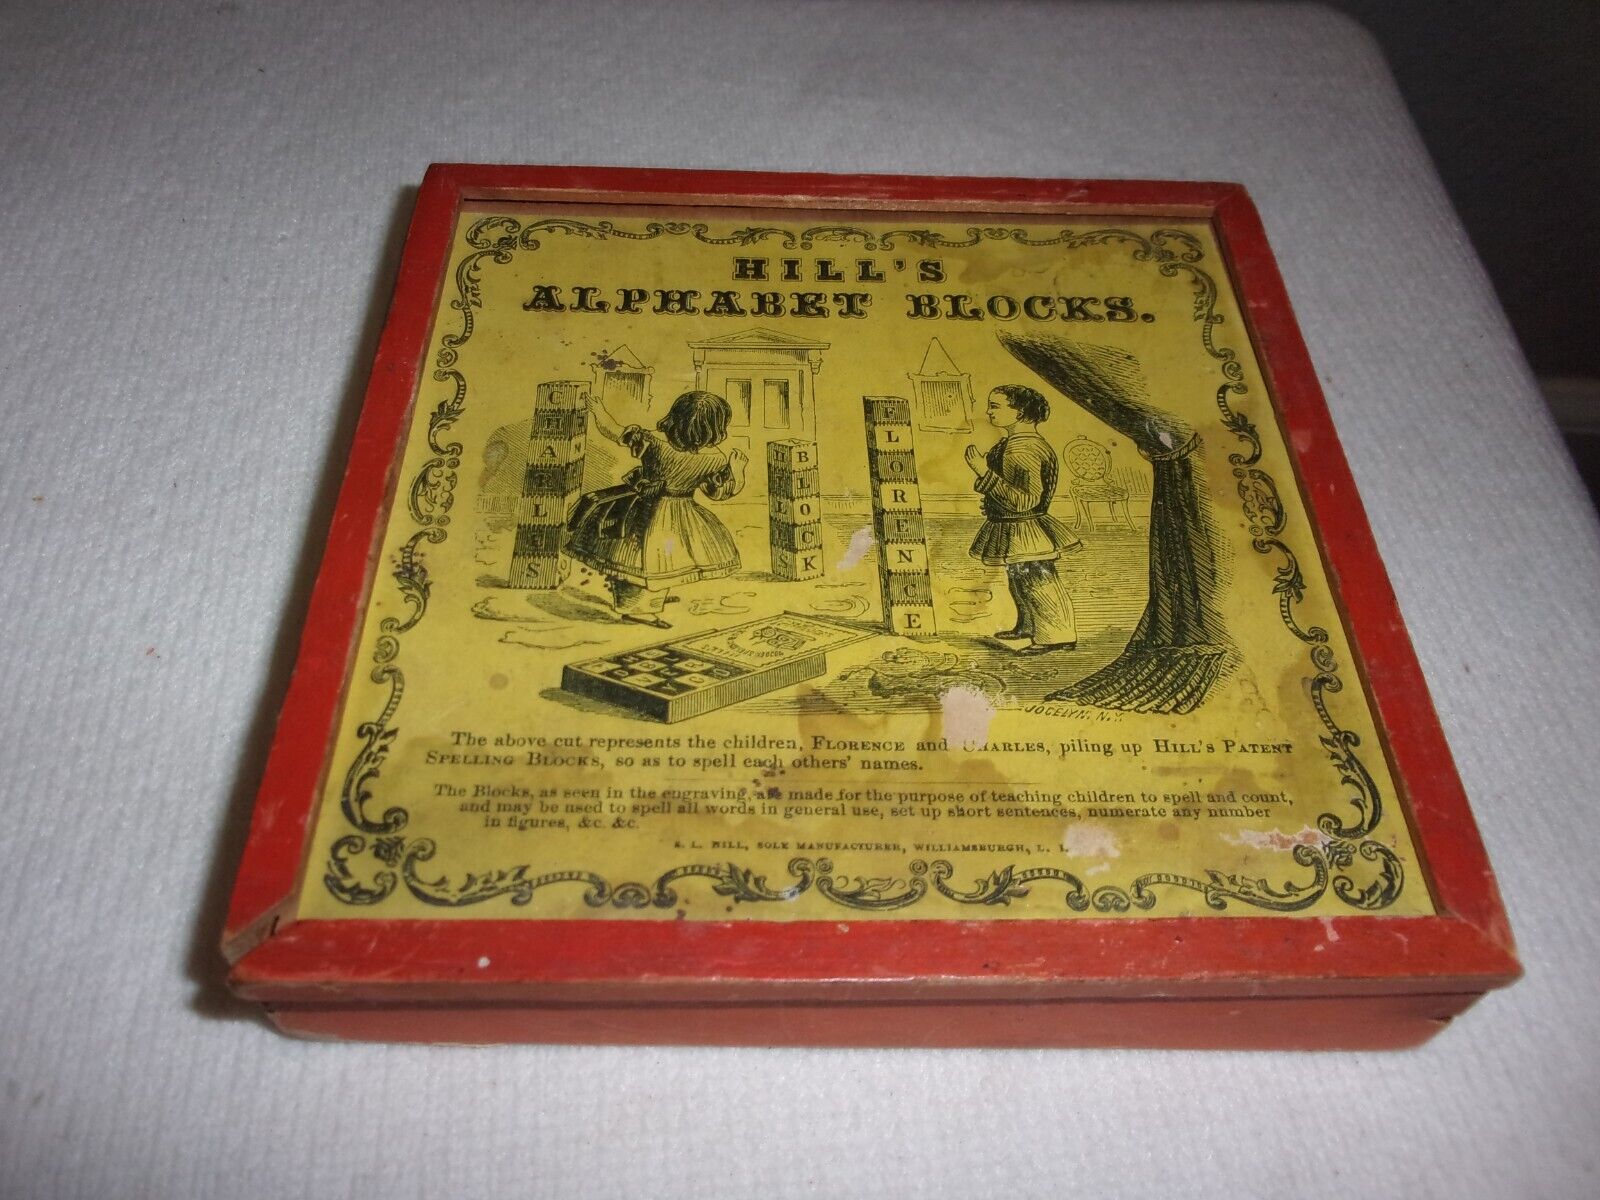 HILL'S
ALPHABET BLOCKS.
CHARLES
HILLS
BLOCK
FLORENCE
JOCELYN. N.Y.
The above cut represents the children, FLORENCE and CHARLES, piling up HILL'S PATENT
SPELLING BLOCKS, so as to spell each others' names.
The Blocks, as seen in the engraving, are made for the purpose of teaching children to spell and count,
and may be used to spell all words in general use, set up short sentences, numerate any number
in figures, &c. &c.
S. L. HILL, SOLE MANUFACTURER, WILLIAMSBURGH, L. I.